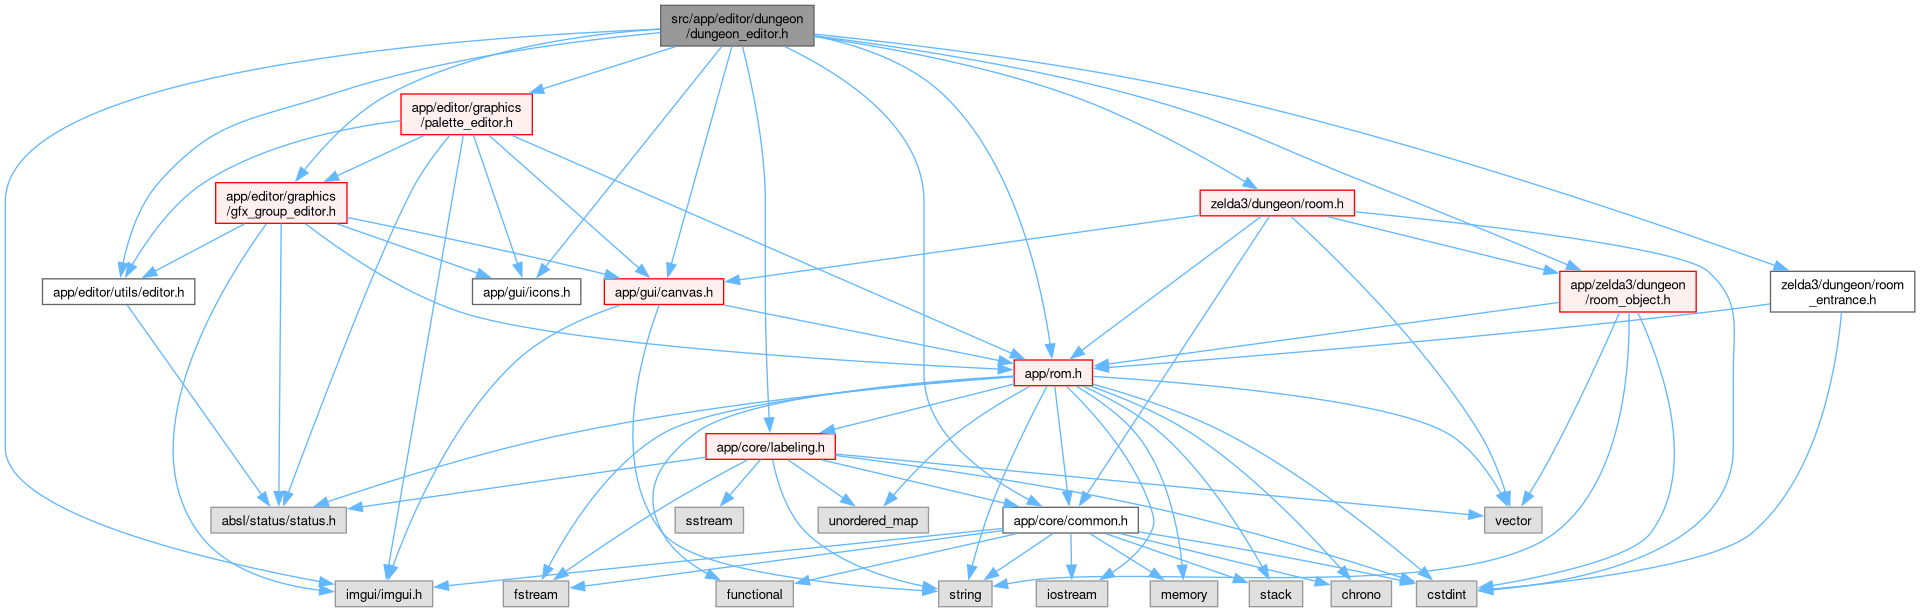 src/app/editor/dungeon
/dungeon_editor.h
app/editor/graphics
/palette_editor.h
app/editor/graphics
/gfx_group_editor.h
zelda3/dungeon/room.h
app/editor/utils/editor.h
app/gui/icons.h
app/gui/canvas.h
app/zelda3/dungeon
/room_object.h
zelda3/dungeon/room
_entrance.h
app/rom.h
app/core/labeling.h
absl/status/status.h
sstream
unordered_map
app/core/common.h
vector
imgui/imgui.h
fstream
functional
string
iostream
memory
stack
chrono
cstdint